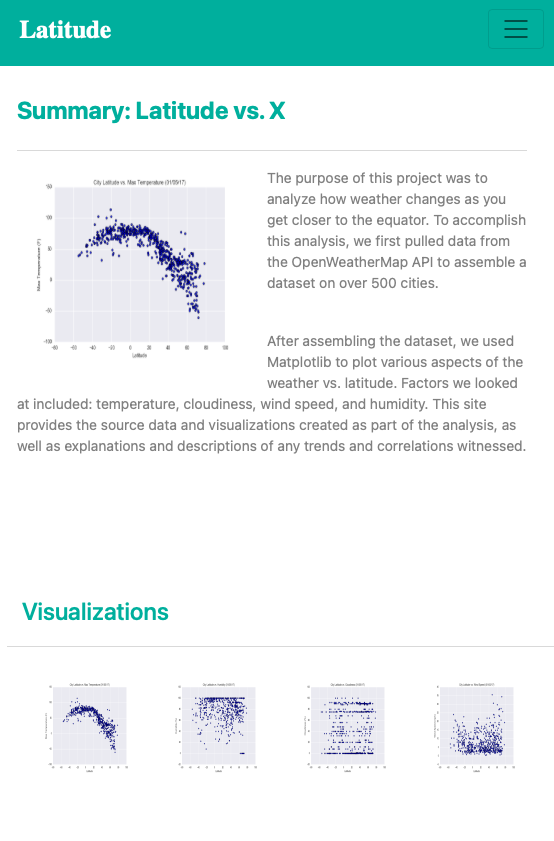 Latitude
Summary: Latitude vs. X
City Latitude vs. Max Temperature (01/09/17)
Max Temperature (F)
150
100
50
0
-50
-100
-80 -60 -40 -20 0 20 40 60 80 100
Latitude
The purpose of this project was to
analyze how weather changes as you
get closer to the equator. To accomplish
this analysis, we first pulled data from
the OpenWeatherMap API to assemble a
dataset on over 500 cities.
After assembling the dataset, we used
Matplotlib to plot various aspects of the
weather vs. latitude. Factors we looked
at included: temperature, cloudiness, wind speed, and humidity. This site
provides the source data and visualizations created as part of the analysis, as
well as explanations and descriptions of any trends and correlations witnessed.
Visualizations